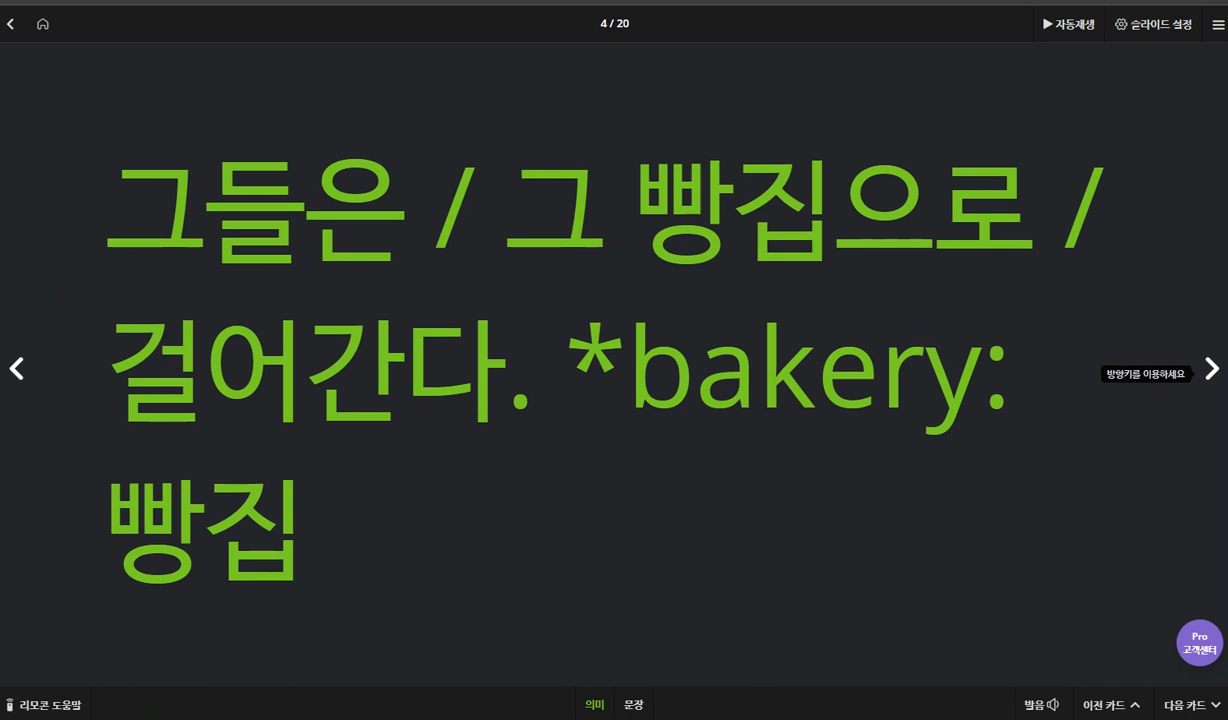 4 / 20
자동재생
슬라이드 설정
그들은 / 그 빵집으로 /
걸어간다. *bakery:
빵집
방향키를 이용하세요
Pro
고객센터
리모콘 도움말
의미
문장
발음
이전 카드
다음 카드